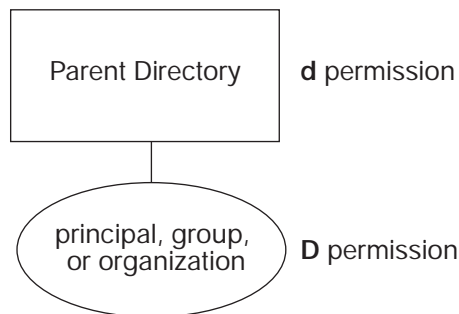 Parent Directory
d permission
principal, group,
or organization
D permission